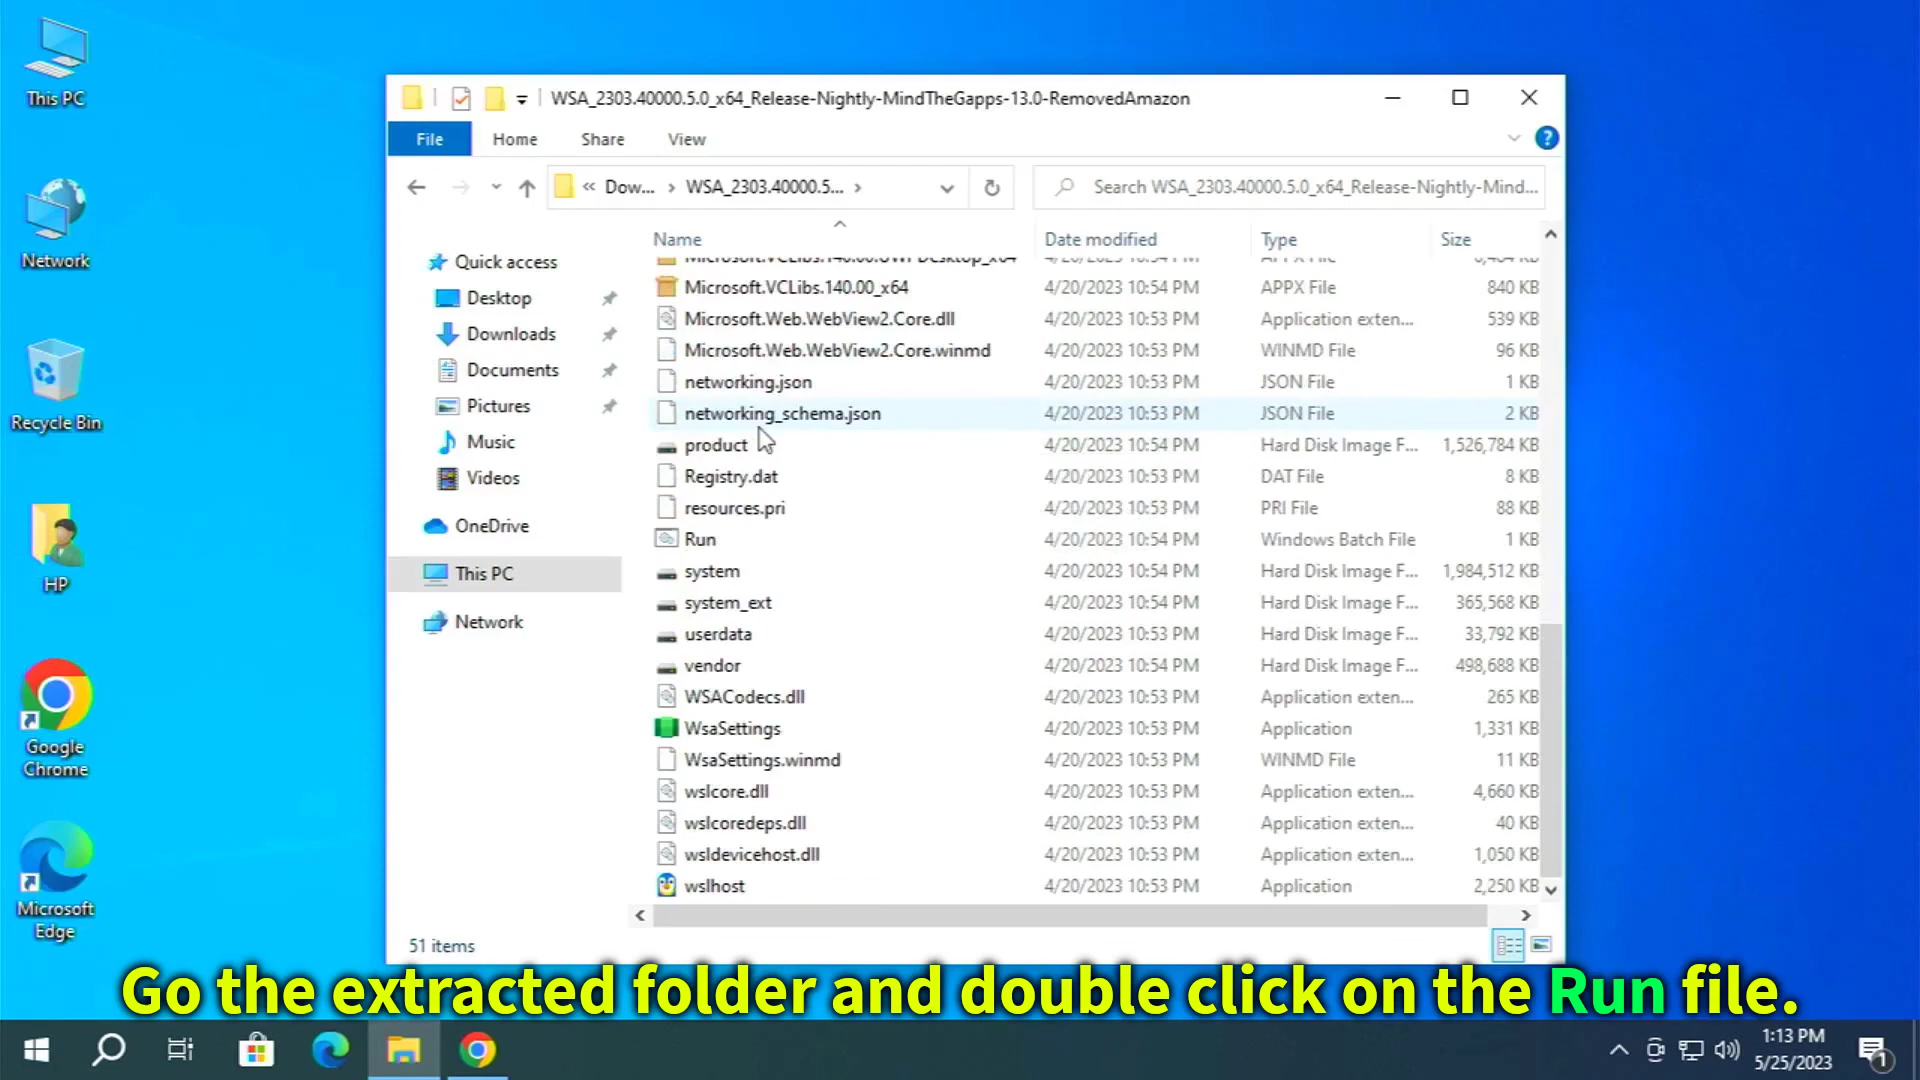 This PC
Network
Recycle Bin
HP
Google
Chrome
Microsoft
Edge
WSA_2303.40000.5.0_x64_Release-Nightly-MindTheGapps-13.0-RemovedAmazon
File Home Share View
« Dow... › WSA_2303.40000.5... ›
Search WSA_2303.40000.5.0_x64_Release-Nightly-Mind...
Quick access
Desktop
Downloads
Documents
Pictures
Music
Videos
OneDrive
This PC
Network
Name Date modified Type Size
Microsoft.VCLibs.140.00_x64 4/20/2023 10:54 PM APPX File 840 KB
Microsoft.Web.WebView2.Core.dll 4/20/2023 10:53 PM Application exten... 539 KB
Microsoft.Web.WebView2.Core.winmd 4/20/2023 10:53 PM WINMD File 96 KB
networking.json 4/20/2023 10:53 PM JSON File 1 KB
networking_schema.json 4/20/2023 10:53 PM JSON File 2 KB
product 4/20/2023 10:54 PM Hard Disk Image F... 1,526,784 KB
Registry.dat 4/20/2023 10:53 PM DAT File 8 KB
resources.pri 4/20/2023 10:53 PM PRI File 88 KB
Run 4/20/2023 10:54 PM Windows Batch File 1 KB
system 4/20/2023 10:54 PM Hard Disk Image F... 1,984,512 KB
system_ext 4/20/2023 10:54 PM Hard Disk Image F... 365,568 KB
userdata 4/20/2023 10:53 PM Hard Disk Image F... 33,792 KB
vendor 4/20/2023 10:54 PM Hard Disk Image F... 498,688 KB
WSACodecs.dll 4/20/2023 10:53 PM Application exten... 265 KB
WsaSettings 4/20/2023 10:53 PM Application 1,331 KB
WsaSettings.winmd 4/20/2023 10:53 PM WINMD File 11 KB
wslcore.dll 4/20/2023 10:53 PM Application exten... 4,660 KB
wslcoredeps.dll 4/20/2023 10:53 PM Application exten... 40 KB
wsldevicehost.dll 4/20/2023 10:53 PM Application exten... 1,050 KB
wslhost 4/20/2023 10:53 PM Application 2,250 KB
51 items
Go the extracted folder and double click on the Run file.
1:13 PM
5/25/2023
1